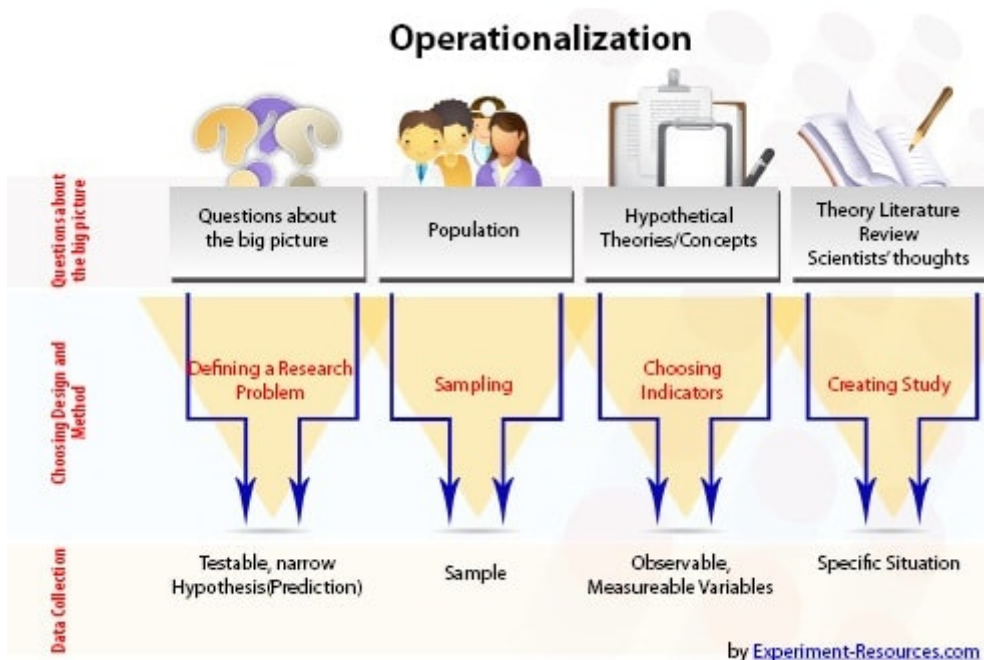 Operationalization
Questions about
the big picture
Questions about
the big picture
Population
Hypothetical
Theories/Concepts
Theory Literature
Review
Scientists' thoughts
Choosing Design and
Method
Defining a Research
Problem
Sampling
Choosing
Indicators
Creating Study
Data Collection
Testable, narrow
Hypothesis(Prediction)
Sample
Observable,
Measureable Variables
Specific Situation
by Experiment-Resources.com